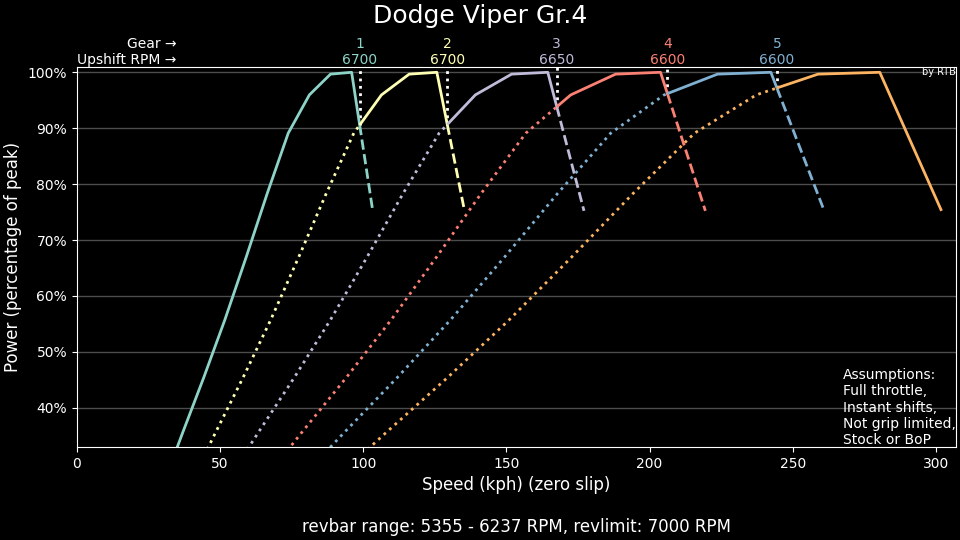 Dodge Viper Gr.4
Gear → 1 2 3 4 5
Upshift RPM → 6700 6700 6650 6600 6600
by RTB
100%
90%
80%
70%
60%
50%
40%
Power (percentage of peak)
Assumptions:
Full throttle,
Instant shifts,
Not grip limited,
Stock or BoP
0 50 100 150 200 250 300
Speed (kph) (zero slip)
revbar range: 5355 - 6237 RPM, revlimit: 7000 RPM